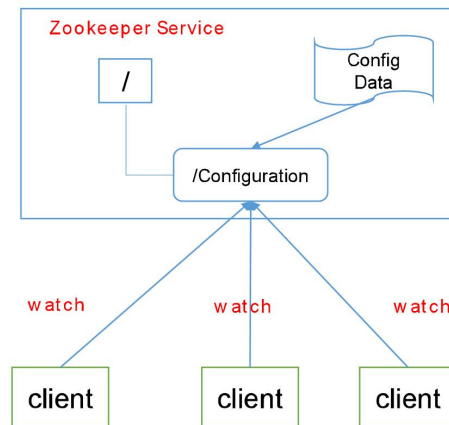 Zookeeper Service
Config
Data
/
/Configuration
watch
watch
watch
client
client
client